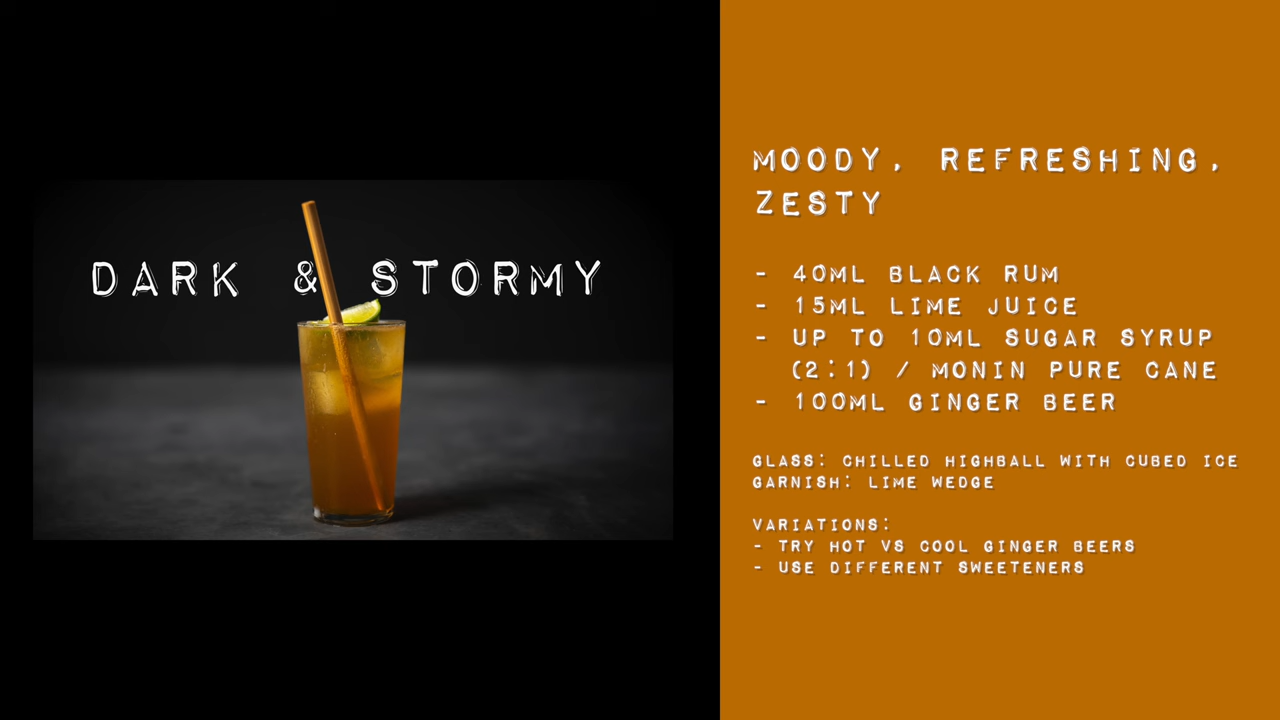 DARK & STORMY
MOODY, REFRESHING,
ZESTY
- 40ML BLACK RUM
- 15ML LIME JUICE
- UP TO 10ML SUGAR SYRUP
(2:1) / MONIN PURE CANE
- 100ML GINGER BEER
GLASS: CHILLED HIGHBALL WITH CUBED ICE
GARNISH: LIME WEDGE
VARIATIONS:
- TRY HOT VS COOL GINGER BEERS
- USE DIFFERENT SWEETENERS